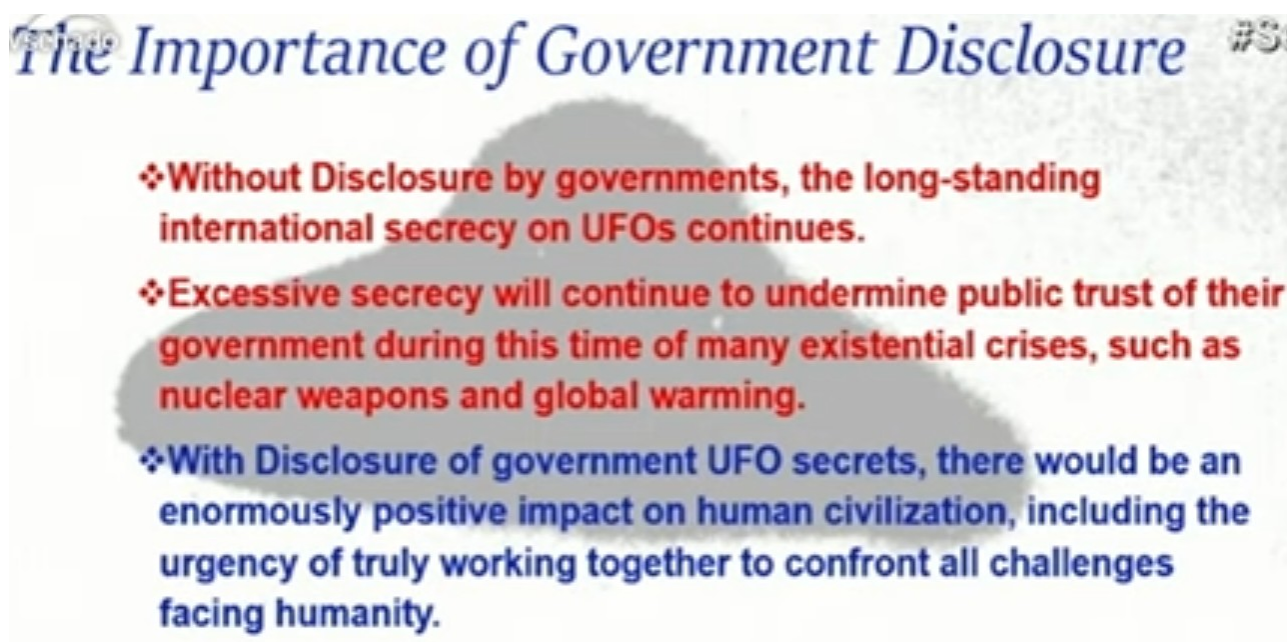 The Importance of Government Disclosure
❖Without Disclosure by governments, the long-standing
international secrecy on UFOs continues.
❖Excessive secrecy will continue to undermine public trust of their
government during this time of many existential crises, such as
nuclear weapons and global warming.
❖With Disclosure of government UFO secrets, there would be an
enormously positive impact on human civilization, including the
urgency of truly working together to confront all challenges
facing humanity.